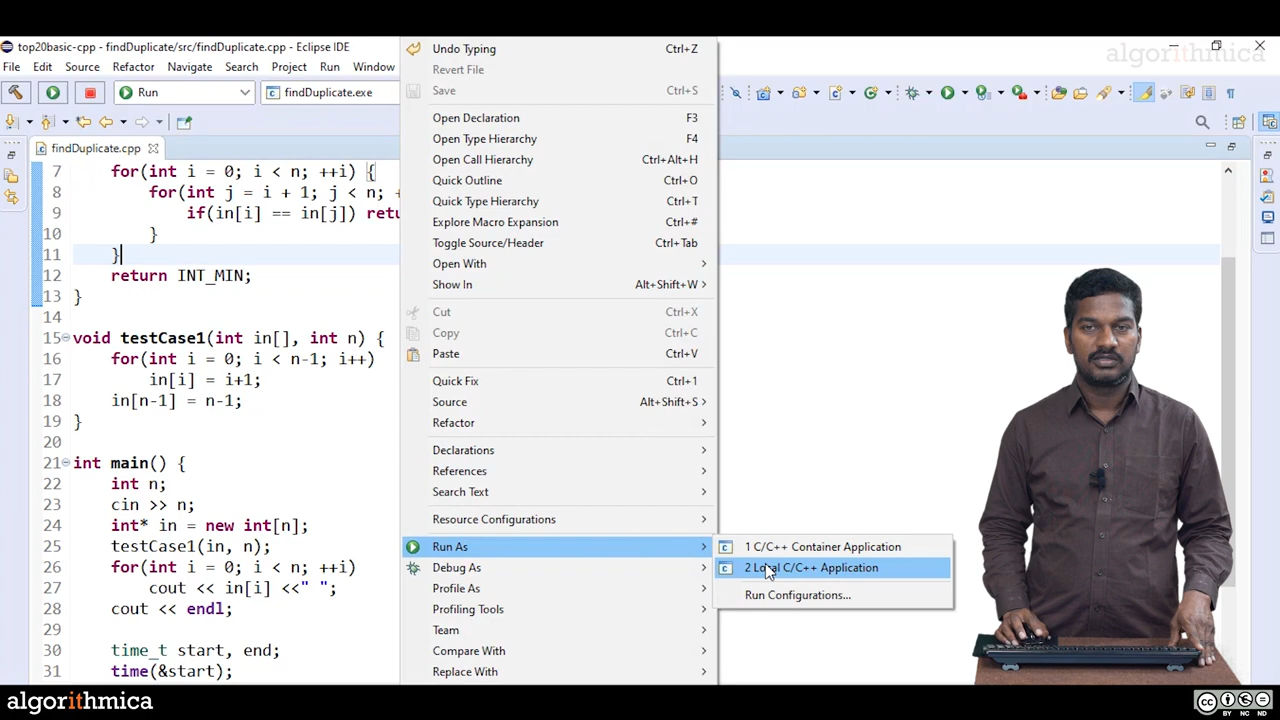 top20basic-cpp - findDuplicate/src/findDuplicate.cpp - Eclipse IDE
algorithmica
File Edit Source Refactor Navigate Search Project Run Window
Run
findDuplicate.exe
findDuplicate.cpp
7 for(int i = 0; i < n; ++i) {
8 for(int j = i + 1; j < n; +
9 if(in[i] == in[j]) retu
10 }
11 }
12 return INT_MIN;
13 }
14
15 void testCase1(int in[], int n) {
16 for(int i = 0; i < n-1; i++)
17 in[i] = i+1;
18 in[n-1] = n-1;
19 }
20
21 int main() {
22 int n;
23 cin >> n;
24 int* in = new int[n];
25 testCase1(in, n);
26 for(int i = 0; i < n; ++i)
27 cout << in[i] <<" ";
28 cout << endl;
29
30 time_t start, end;
31 time(&start);
Undo Typing Ctrl+Z
Revert File
Save Ctrl+S
Open Declaration F3
Open Type Hierarchy F4
Open Call Hierarchy Ctrl+Alt+H
Quick Outline Ctrl+O
Quick Type Hierarchy Ctrl+T
Explore Macro Expansion Ctrl+#
Toggle Source/Header Ctrl+Tab
Open With
Show In Alt+Shift+W
Cut Ctrl+X
Copy Ctrl+C
Paste Ctrl+V
Quick Fix Ctrl+1
Source Alt+Shift+S
Refactor
Declarations
References
Search Text
Resource Configurations
Run As
Debug As
Profile As
Profiling Tools
Team
Compare With
Replace With
1 C/C++ Container Application
2 Local C/C++ Application
Run Configurations...
algorithmica
cc
BY NC ND